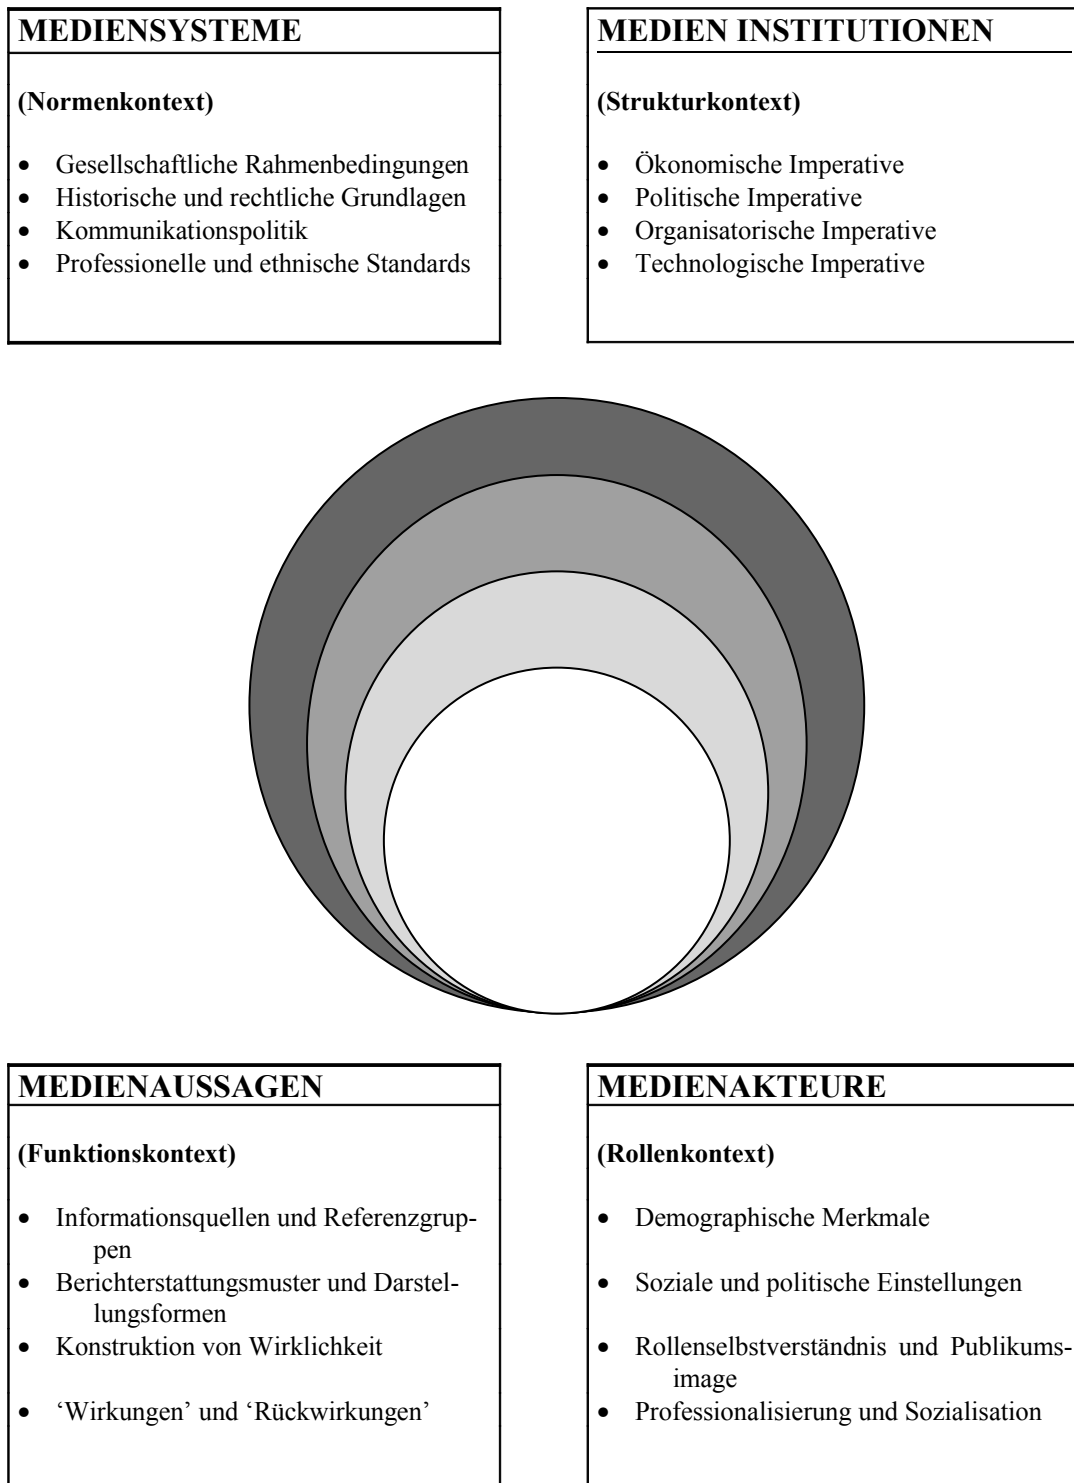 MEDIENSYSTEME
(Normenkontext)
• Gesellschaftliche Rahmenbedingungen
• Historische und rechtliche Grundlagen
• Kommunikationspolitik
• Professionelle und ethnische Standards
MEDIEN INSTITUTIONEN
(Strukturkontext)
• Ökonomische Imperative
• Politische Imperative
• Organisatorische Imperative
• Technologische Imperative
MEDIENAUSSAGEN
(Funktionskontext)
• Informationsquellen und Referenzgrup-
pen
• Berichterstattungsmuster und Darstel-
lungsformen
• Konstruktion von Wirklichkeit
• ‘Wirkungen’ und ‘Rückwirkungen’
MEDIENAKTEURE
(Rollenkontext)
• Demographische Merkmale
• Soziale und politische Einstellungen
• Rollenselbstverständnis und Publikums-
image
• Professionalisierung und Sozialisation